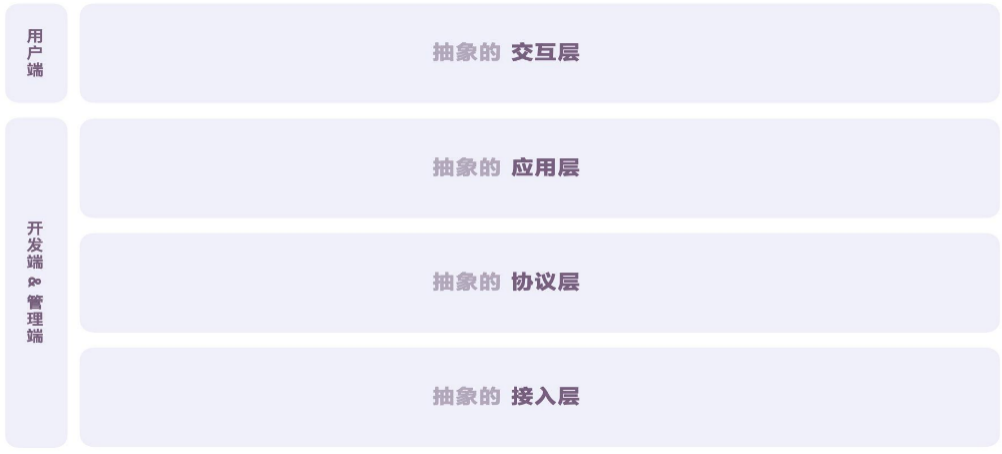 用户端
抽象的 交互层
开发端 & 管理端
抽象的 应用层
抽象的 协议层
抽象的 接入层